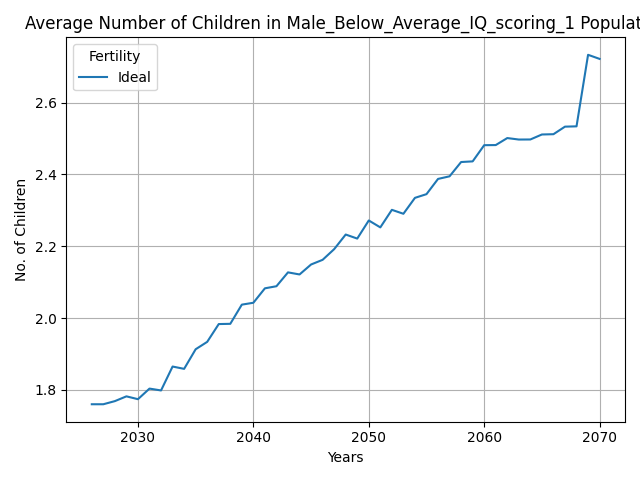 Average Number of Children in Male_Below_Average_IQ_scoring_1 Populat
Fertility
Ideal
No. of Children
2.6
2.4
2.2
2.0
1.8
2030 2040 2050 2060 2070
Years